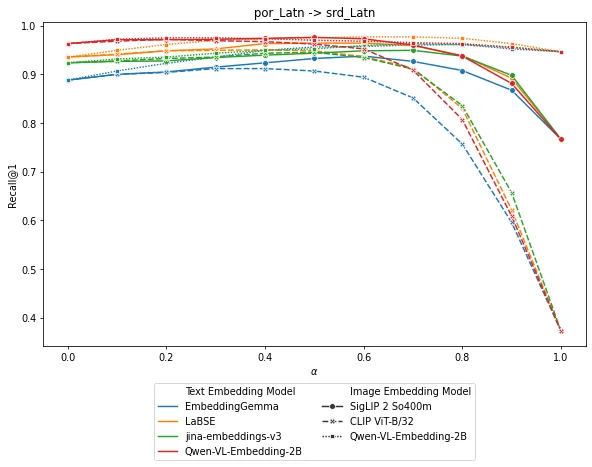 por_Latn -> srd_Latn
Recall@1
1.0
0.9
0.8
0.7
0.6
0.5
0.4
0.0 0.2 0.4 0.6 0.8 1.0
α
Text Embedding Model
EmbeddingGemma
LaBSE
jina-embeddings-v3
Qwen-VL-Embedding-2B
Image Embedding Model
SigLIP 2 So400m
CLIP ViT-B/32
Qwen-VL-Embedding-2B